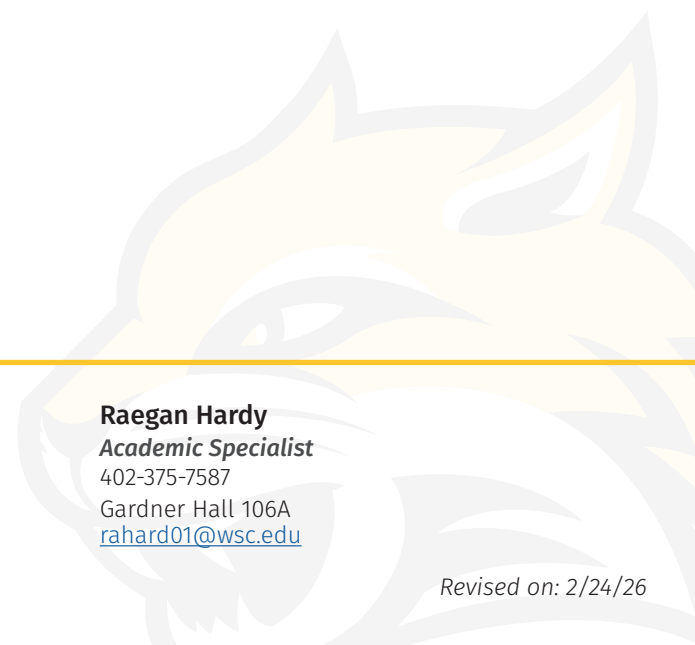 Raegan Hardy
Academic Specialist
402-375-7587
Gardner Hall 106A
rahard01@wsc.edu
Revised on: 2/24/26